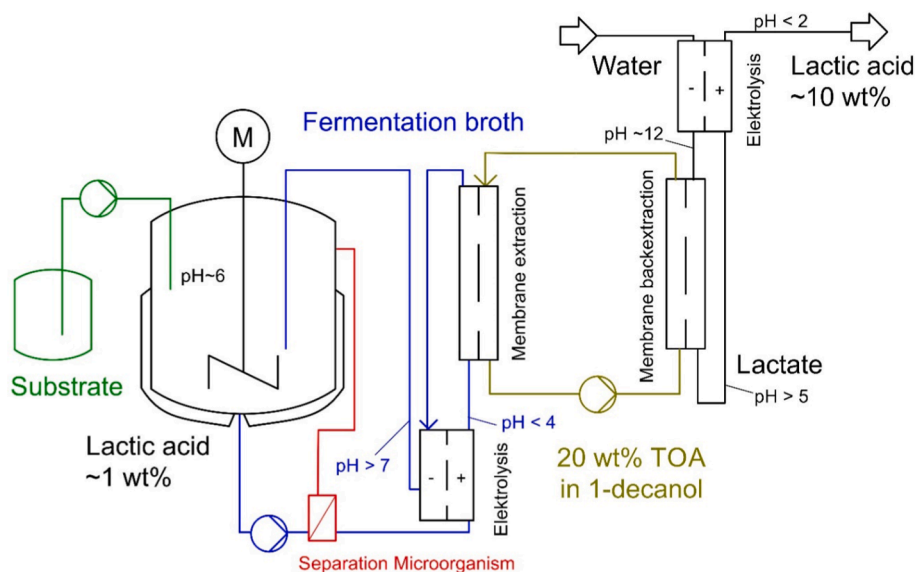 pH < 2
Water
Lactic acid
~10 wt%
- +
Elektrolysis
pH ~12
M
Fermentation broth
Membrane extraction
Membrane backextraction
pH~6
Substrate
Lactate
pH > 5
pH < 4
Lactic acid
~1 wt%
pH > 7
- +
Elektrolysis
20 wt% TOA
in 1-decanol
Separation Microorganism